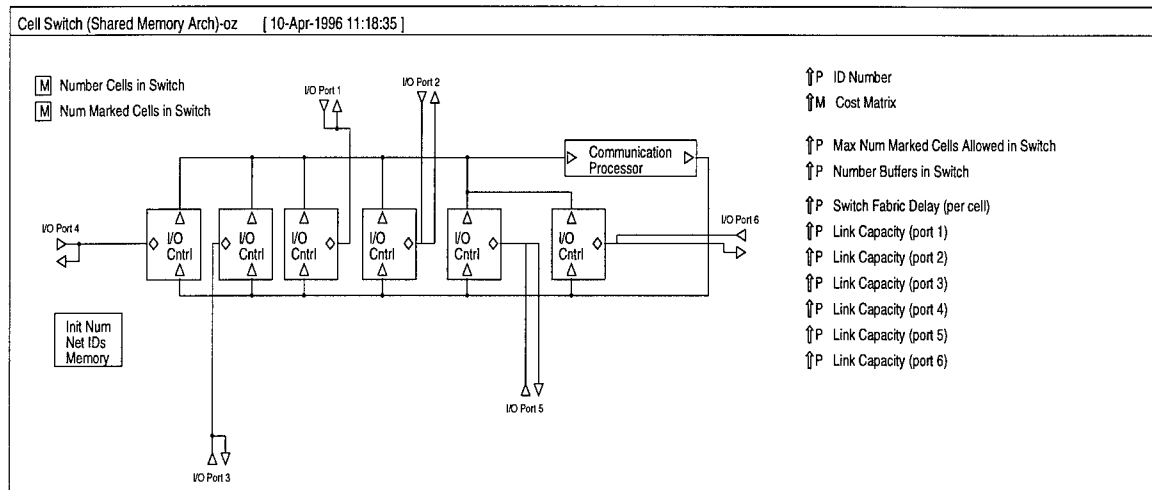 Cell Switch (Shared Memory Arch)-oz [ 10-Apr-1996 11:18:35 ]
M Number Cells in Switch
M Num Marked Cells in Switch
I/O Port 1
I/O Port 2
⇑P ID Number
⇑M Cost Matrix
⇑P Max Num Marked Cells Allowed in Switch
⇑P Number Buffers in Switch
⇑P Switch Fabric Delay (per cell)
⇑P Link Capacity (port 1)
⇑P Link Capacity (port 2)
⇑P Link Capacity (port 3)
⇑P Link Capacity (port 4)
⇑P Link Capacity (port 5)
⇑P Link Capacity (port 6)
Communication
Processor
I/O Port 4
I/O
Cntrl
I/O
Cntrl
I/O
Cntrl
I/O
Cntrl
I/O
Cntrl
I/O
Cntrl
I/O Port 6
Init Num
Net IDs
Memory
I/O Port 5
I/O Port 3